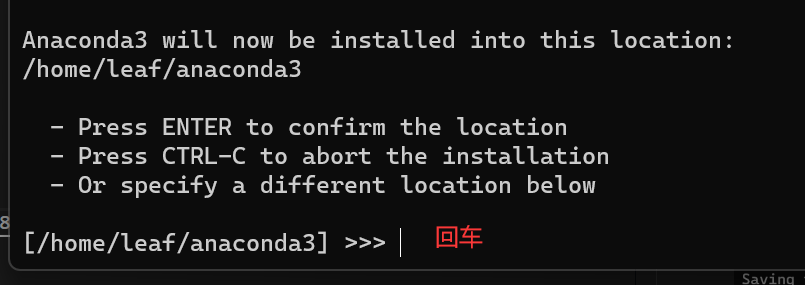 Anaconda3 will now be installed into this location:
/home/leaf/anaconda3
- Press ENTER to confirm the location
- Press CTRL-C to abort the installation
- Or specify a different location below
8
[/home/leaf/anaconda3] >>> 回车
Saving